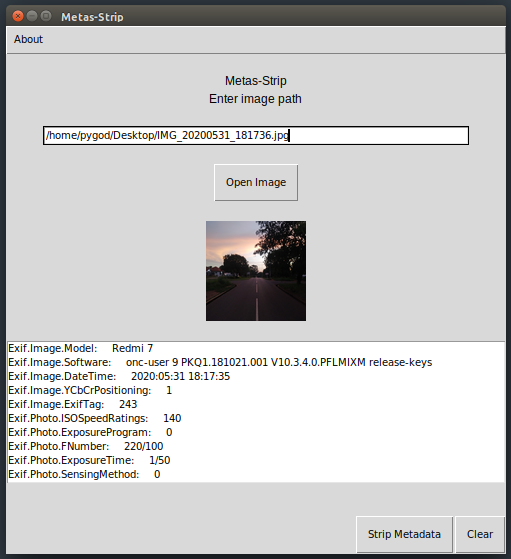 Metas-Strip
About
Metas-Strip
Enter image path
/home/pygod/Desktop/IMG_20200531_181736.jpg
Open Image
Exif.Image.Model: Redmi 7
Exif.Image.Software: onc-user 9 PKQ1.181021.001 V10.3.4.0.PFLMIXM release-keys
Exif.Image.DateTime: 2020:05:31 18:17:35
Exif.Image.YCbCrPositioning: 1
Exif.Image.ExifTag: 243
Exif.Photo.ISOSpeedRatings: 140
Exif.Photo.ExposureProgram: 0
Exif.Photo.FNumber: 220/100
Exif.Photo.ExposureTime: 1/50
Exif.Photo.SensingMethod: 0
Strip Metadata
Clear